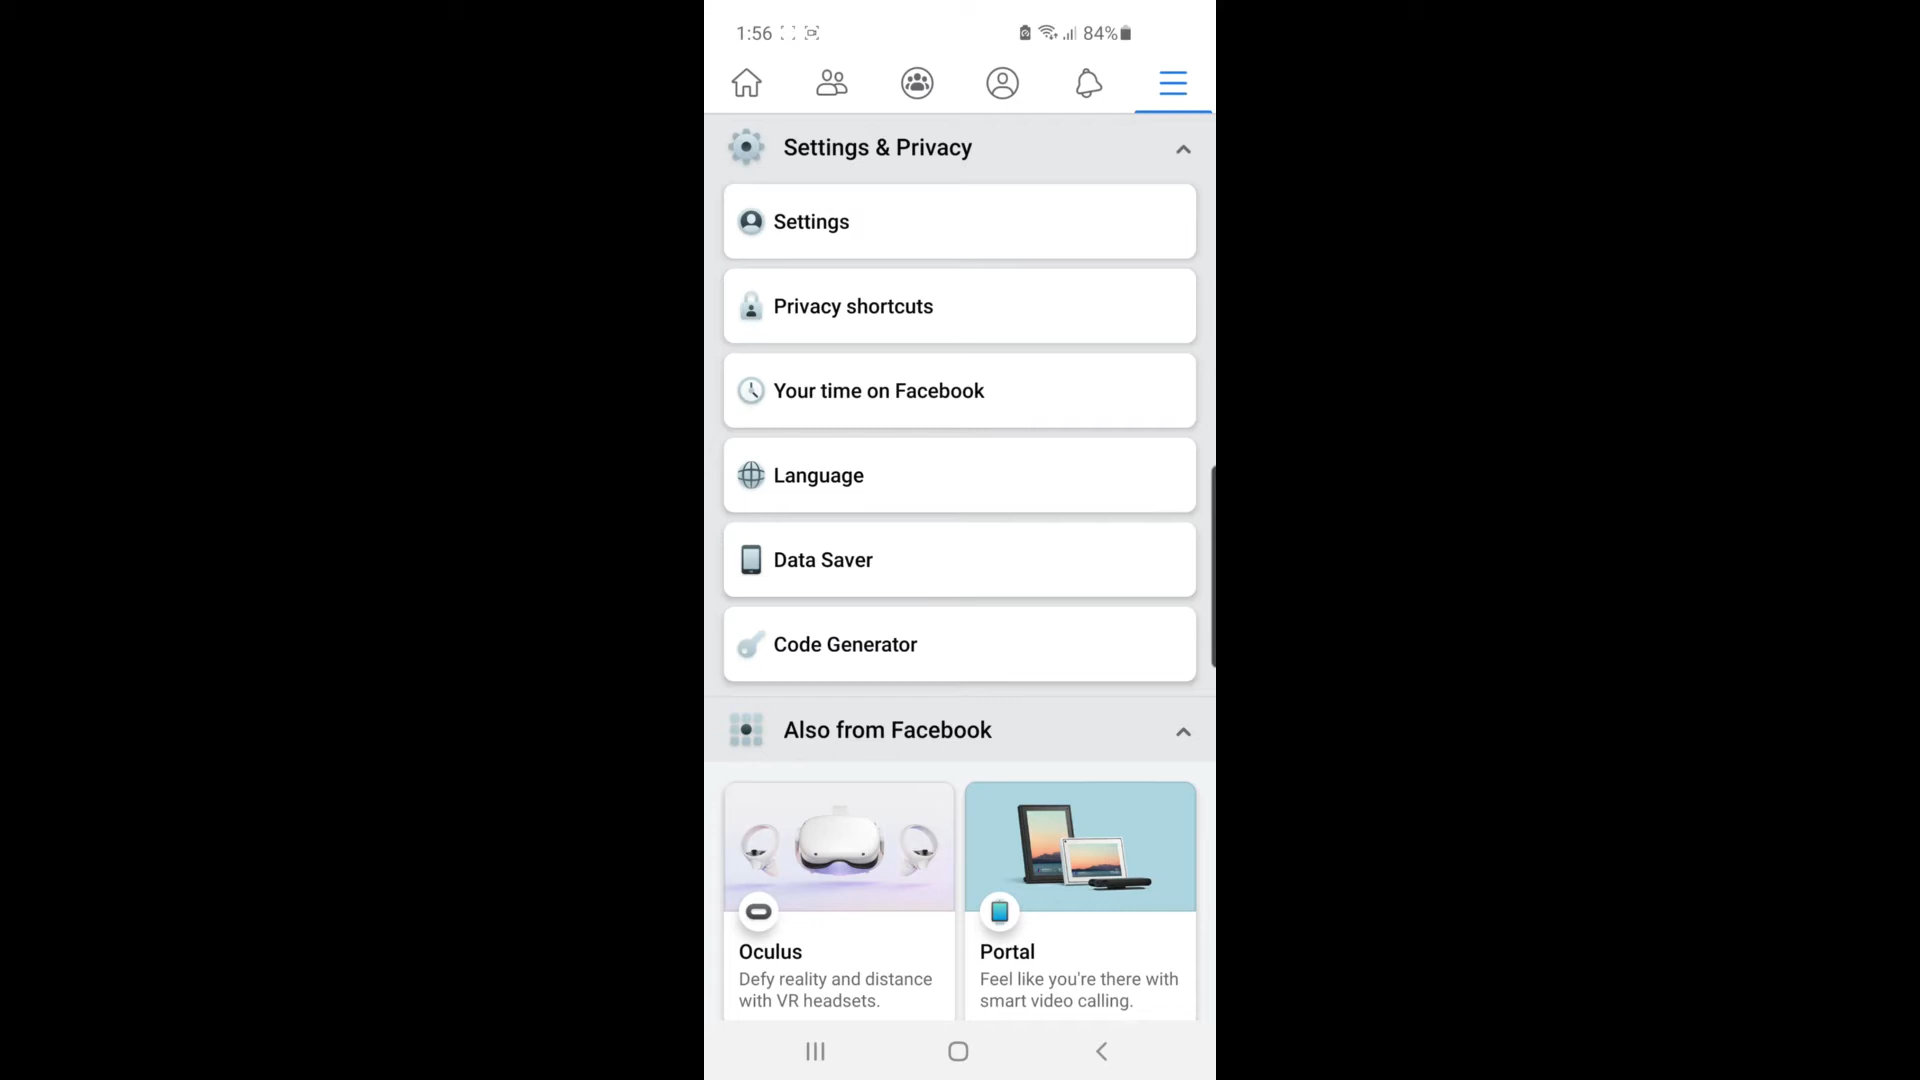 1:56
84%
Settings & Privacy
Settings
Privacy shortcuts
Your time on Facebook
Language
Data Saver
Code Generator
Also from Facebook
Oculus
Defy reality and distance
with VR headsets.
Portal
Feel like you're there with
smart video calling.